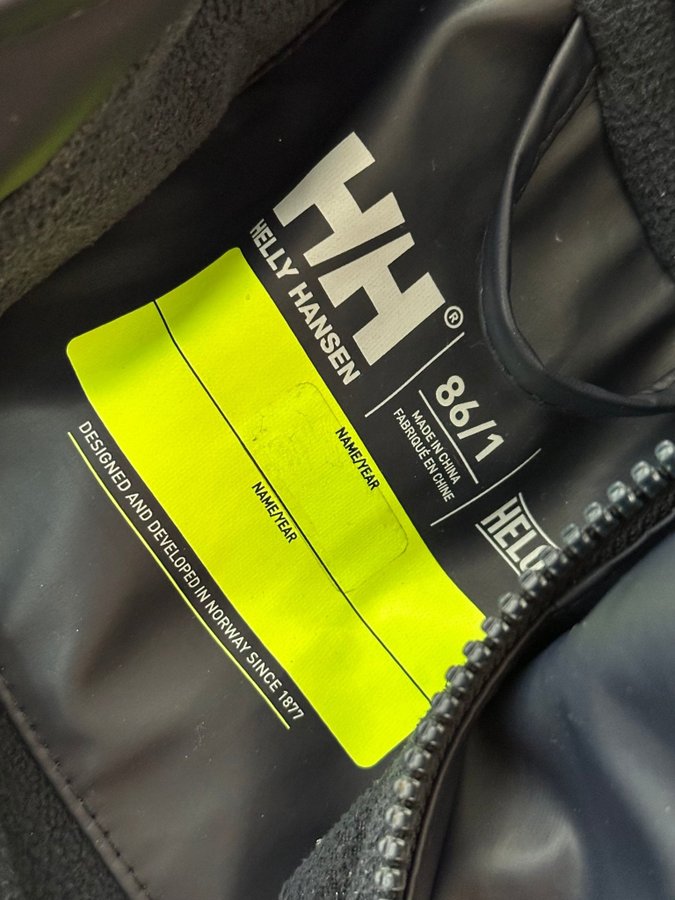 HH®
HELLY HANSEN
86/1
MADE IN CHINA
FABRIQUÉ EN CHINE
NAME/YEAR
NAME/YEAR
DESIGNED AND DEVELOPED IN NORWAY SINCE 1877